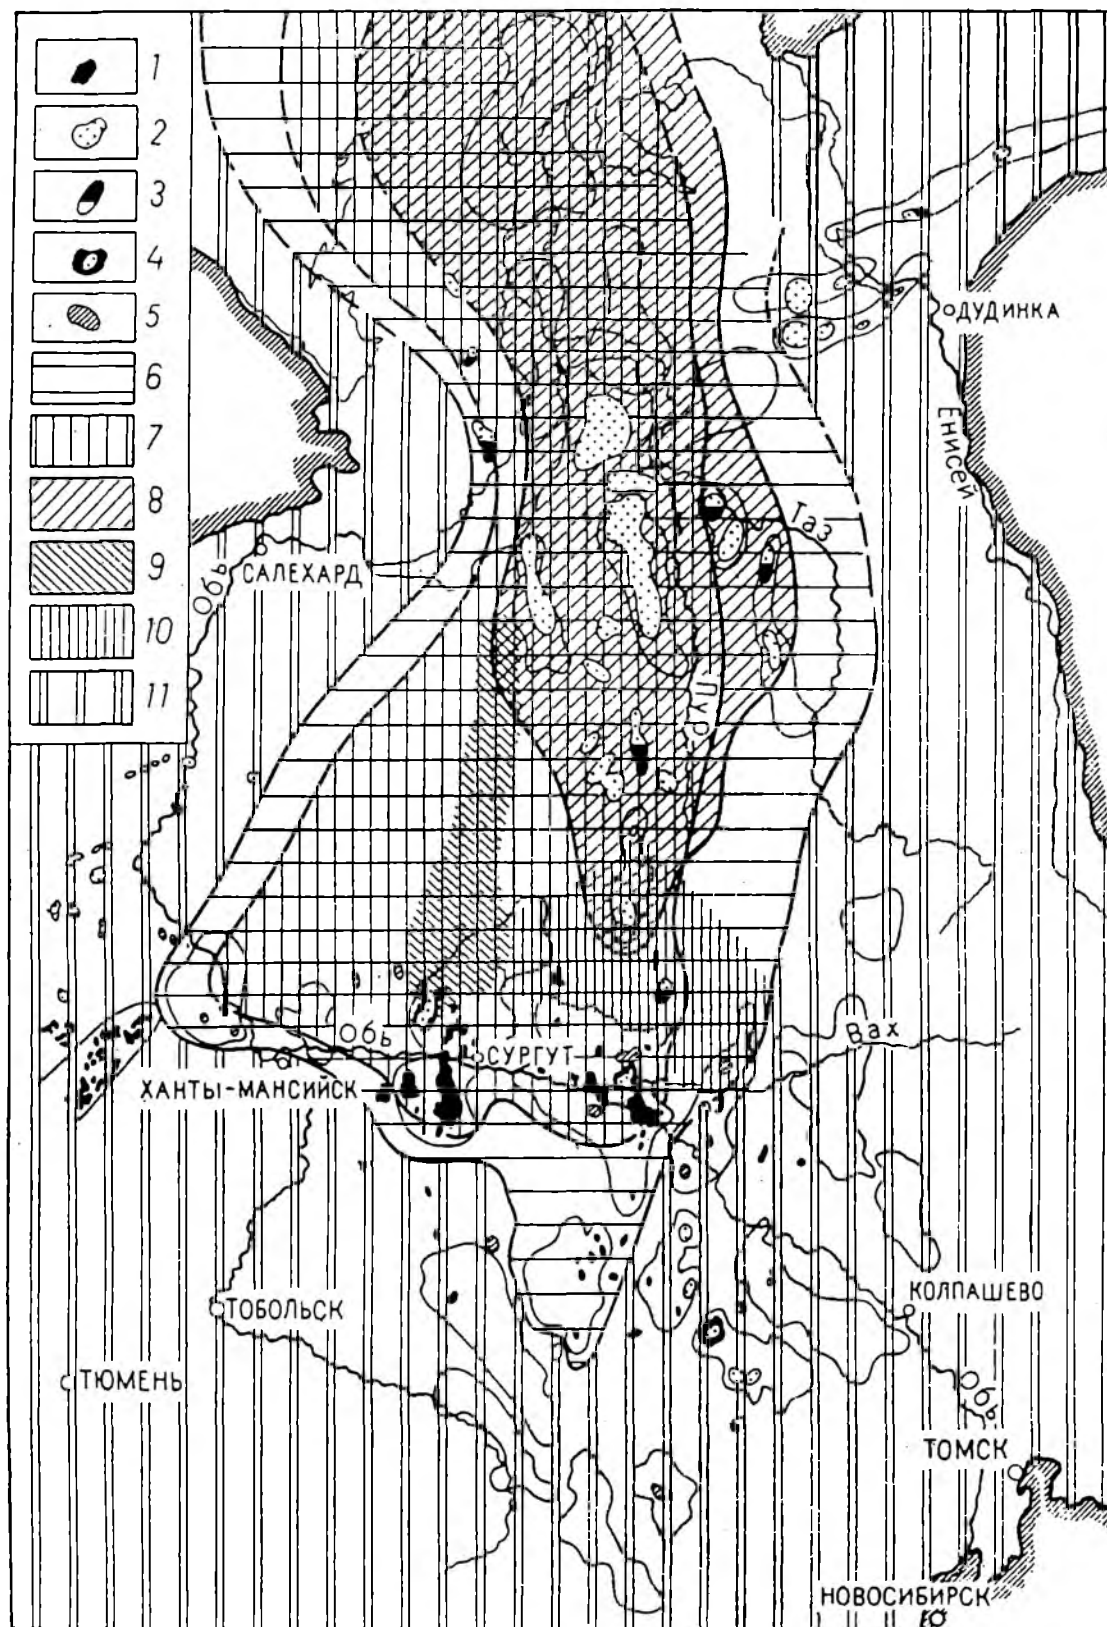 1
2
3
4
5
6
7
8
9
10
11
ДУДИНКА
Енисей
Таз
Обь
САЛЕХАРД
Пур
Вах
Обь
СУРГУТ
ХАНТЫ-МАНСИЙСК
КОЛПАШЕВО
ТОБОЛЬСК
ТЮМЕНЬ
Обь
ТОМСК
НОВОСИБИРСК